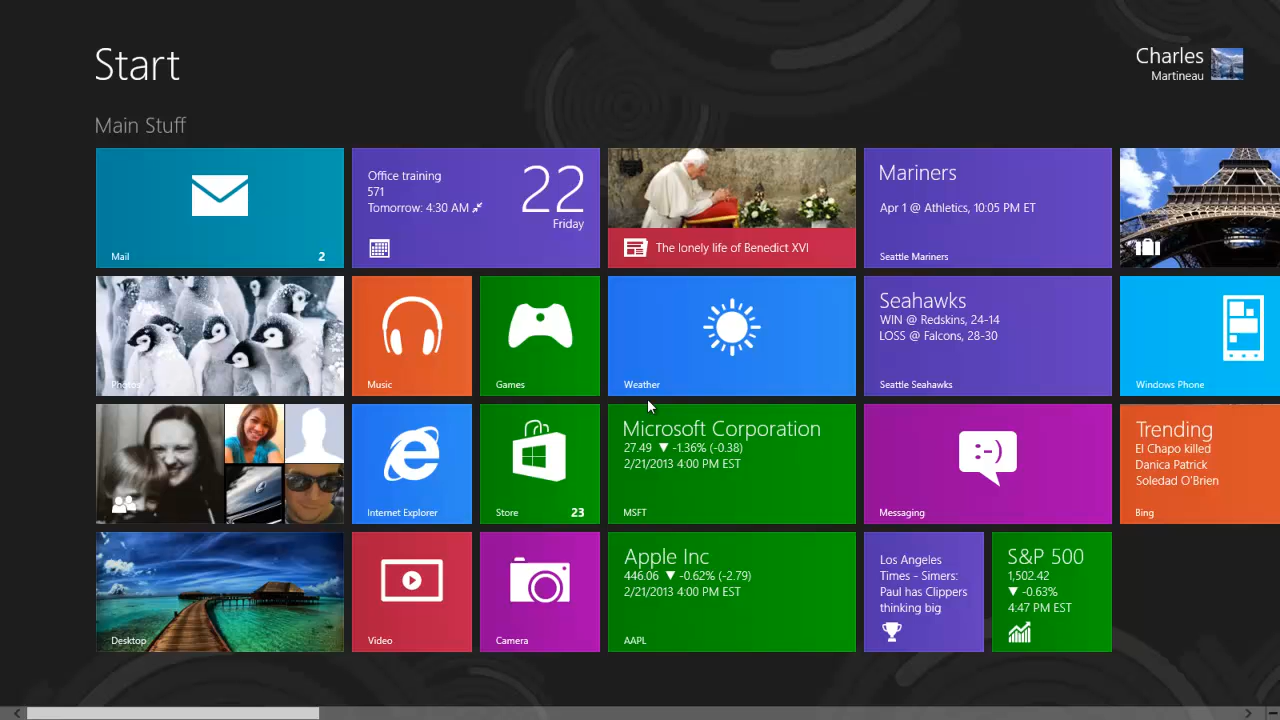 Start
Charles
Martineau
Main Stuff
Mail
2
Office training
571
Tomorrow: 4:30 AM
22
Friday
The lonely life of Benedict XVI
Mariners
Apr 1 @ Athletics, 10:05 PM ET
Seattle Mariners
Photos
Music
Games
Weather
Seahawks
WIN @ Redskins, 24-14
LOSS @ Falcons, 28-30
Seattle Seahawks
Windows Phone
Internet Explorer
Store
23
Microsoft Corporation
27.49 ▼ -1.36% (-0.38)
2/21/2013 4:00 PM EST
MSFT
:-)
Messaging
Trending
El Chapo killed
Danica Patrick
Soledad O'Brien
Bing
Desktop
Video
Camera
Apple Inc
446.06 ▼ -0.62% (-2.79)
2/21/2013 4:00 PM EST
AAPL
Los Angeles
Times - Simers:
Paul has Clippers
thinking big
S&P 500
1,502.42
▼ -0.63%
4:47 PM EST